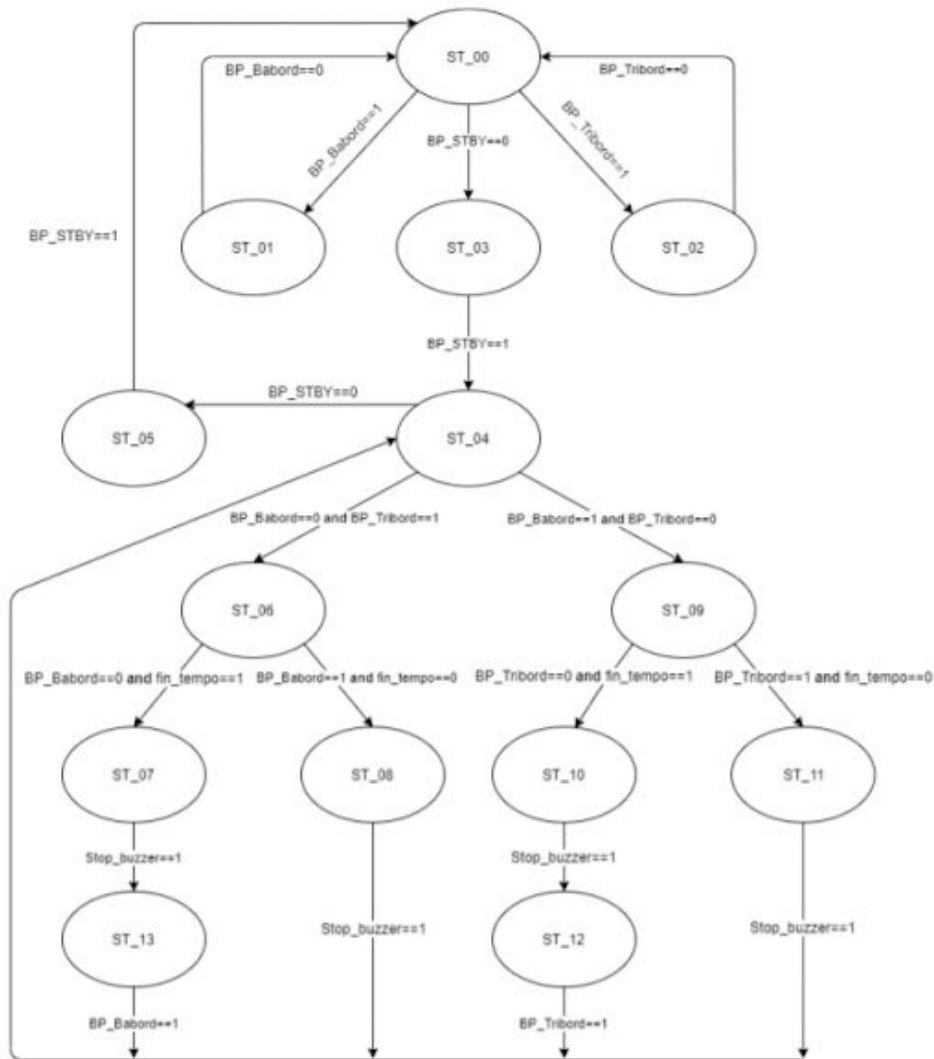 ST_00
BP_Babord==0
BP_Tribord==0
BP_Babord==1
BP_STBY==0
BP_Tribord==1
BP_STBY==1
ST_01
ST_03
ST_02
BP_STBY==1
BP_STBY==0
ST_05
ST_04
BP_Babord==0 and BP_Tribord==1
BP_Babord==1 and BP_Tribord==0
ST_06
ST_09
BP_Babord==0 and fin_tempo==1
BP_Babord==1 and fin_tempo==0
BP_Tribord==0 and fin_tempo==1
BP_Tribord==1 and fin_tempo==0
ST_07
ST_08
ST_10
ST_11
Stop_buzzer==1
Stop_buzzer==1
Stop_buzzer==1
Stop_buzzer==1
ST_13
ST_12
BP_Babord==1
BP_Tribord==1